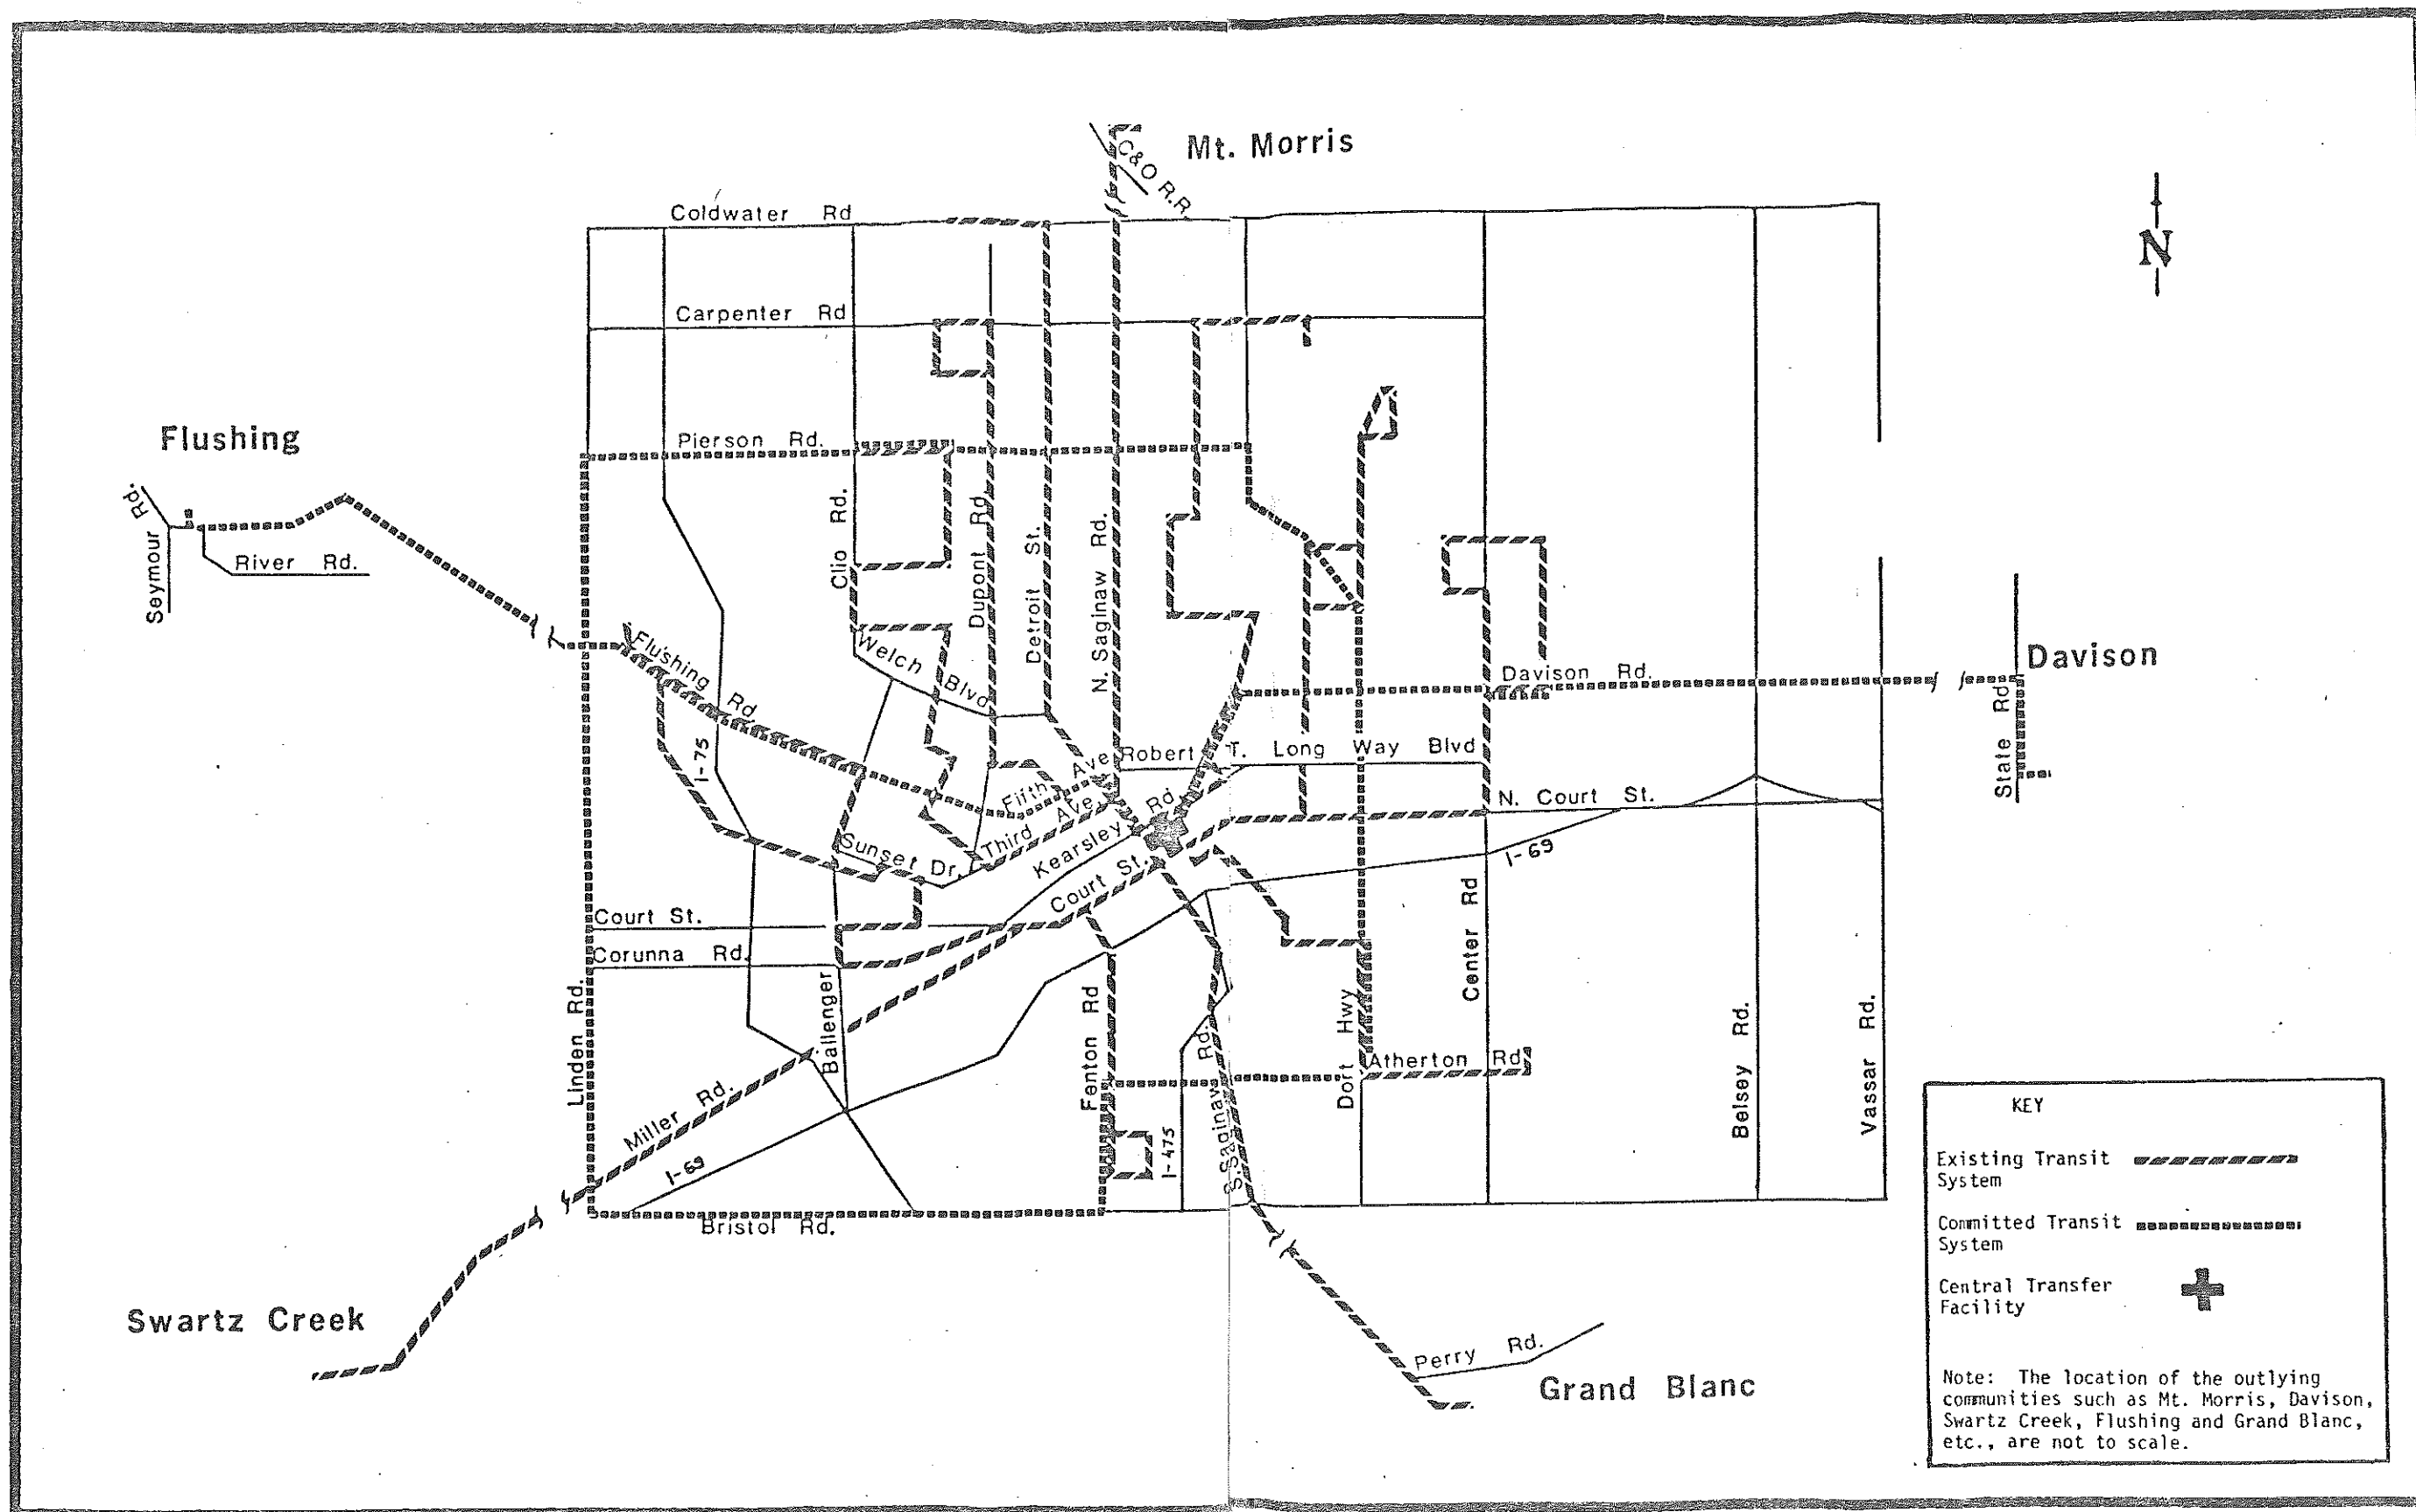 Mt. Morris
C&O R.R.
N
Coldwater Rd
Carpenter Rd
Flushing
Pierson Rd.
Seymour Rd.
River Rd.
Clio Rd.
Dupont Rd.
Detroit St.
N. Saginaw Rd.
Welch Blvd
Flushing Rd
Davison Rd.
Davison
State Rd
I-75
Robert T. Long Way Blvd
Fifth Ave
Third Ave.
Kearsley Rd.
N. Court St.
Sunset Dr.
Court St.
I-69
Court St.
Corunna Rd.
Linden Rd.
Ballenger
Fenton Rd
Rd.
S. Saginaw
I-475
Dort Hwy
Center Rd
Atherton Rd
Belsey Rd.
Vassar Rd.
Miller Rd.
I-69
Bristol Rd.
Swartz Creek
Perry Rd.
Grand Blanc
KEY
Existing Transit
System
Committed Transit
System
Central Transfer
Facility
Note: The location of the outlying
communities such as Mt. Morris, Davison,
Swartz Creek, Flushing and Grand Blanc,
etc., are not to scale.